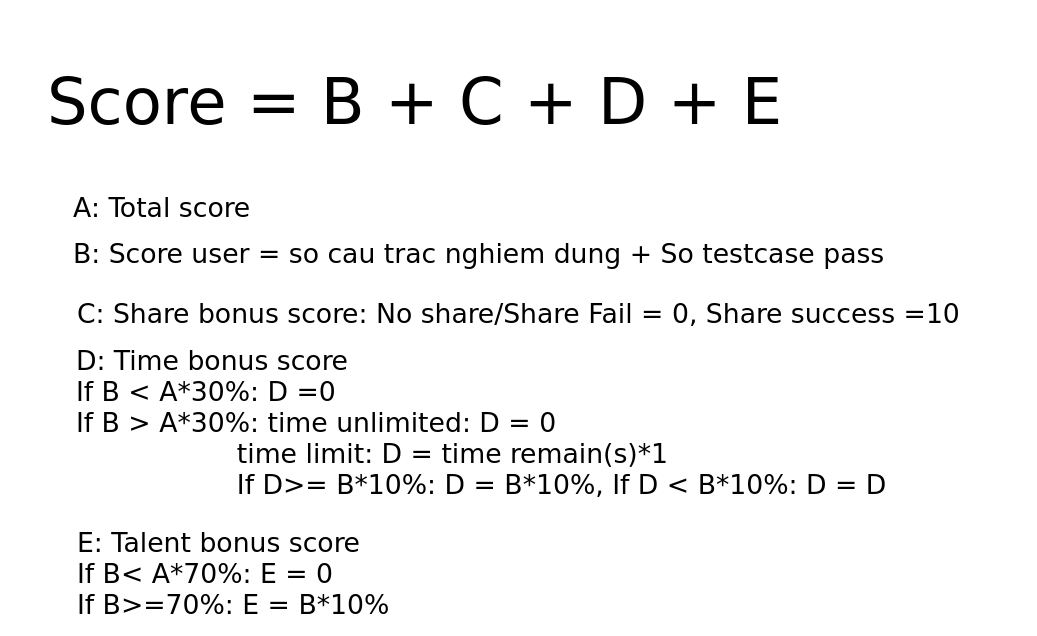 Score = B + C + D + E
A: Total score
B: Score user = so cau trac nghiem dung + So testcase pass
C: Share bonus score: No share/Share Fail = 0, Share success =10
D: Time bonus score
If B < A*30%: D =0
If B > A*30%: time unlimited: D = 0
time limit: D = time remain(s)*1
If D>= B*10%: D = B*10%, If D < B*10%: D = D
E: Talent bonus score
If B< A*70%: E = 0
If B>=70%: E = B*10%